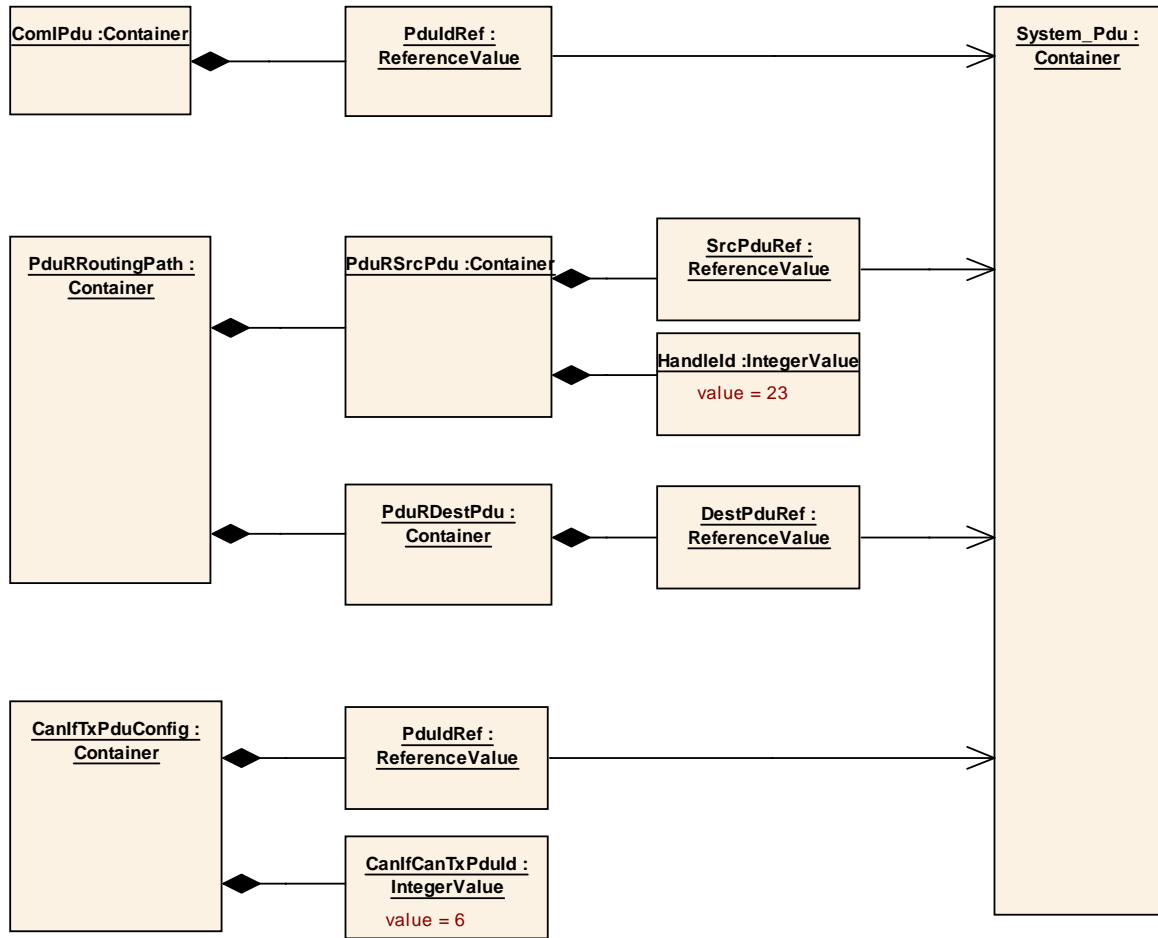 ComIPdu :Container
PduIdRef :
ReferenceValue
System_Pdu :
Container
PduRRoutingPath :
Container
PduRSrcPdu :Container
SrcPduRef :
ReferenceValue
HandleId :IntegerValue
value = 23
PduRDestPdu :
Container
DestPduRef :
ReferenceValue
CanIfTxPduConfig :
Container
PduIdRef :
ReferenceValue
CanIfCanTxPduId :
IntegerValue
value = 6